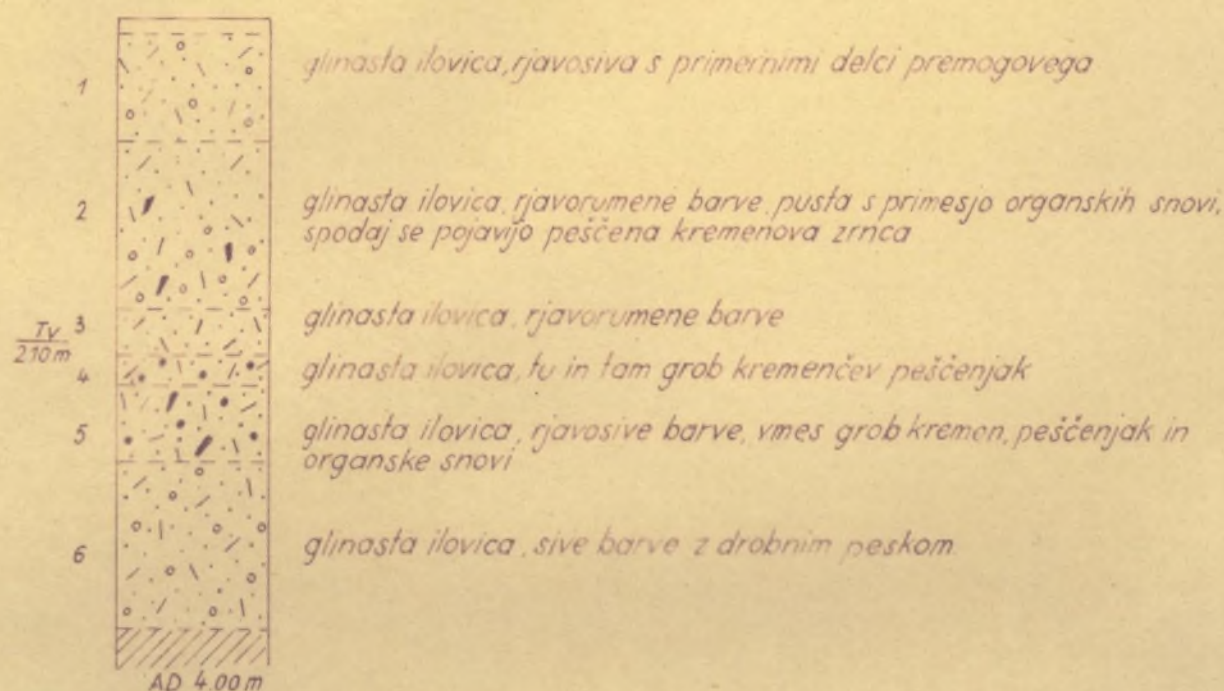 1
glinasta ilovica, rjavosiva s primernimi delci premogovega
2
glinasta ilovica, rjavorumene barve, pusta s primesjo organskih snovi,
spodaj se pojavijo peščena kremenova zrnca
3
glinasta ilovica, rjavorumene barve
Tv
2.10 m
4
glinasta ilovica, tu in tam grob kremenčev peščenjak
5
glinasta ilovica, rjavosive barve, vmes grob kremen, peščenjak in
organske snovi
6
glinasta ilovica, sive barve z drobnim peskom
AD 4.00 m